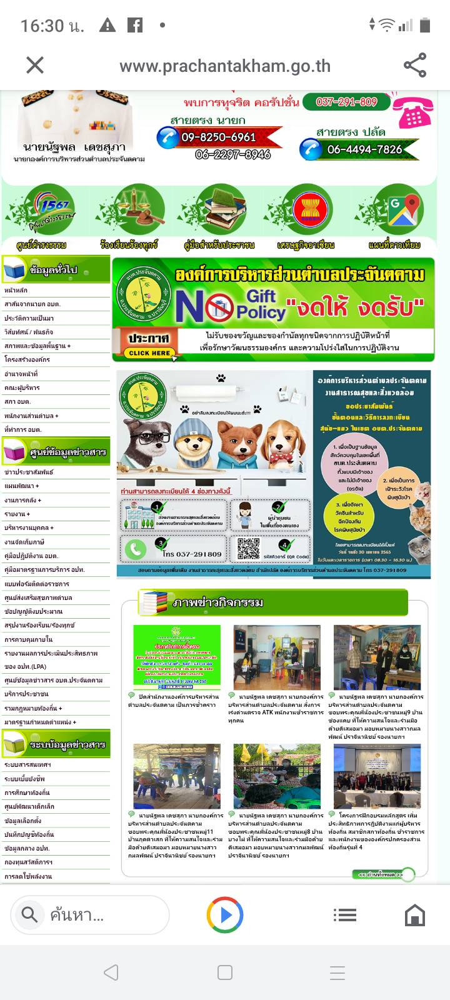 16:30 น.
www.prachantakham.go.th
พบการทุจริต คอรัปชั่น 037-291-809
สายตรง นายก
09-8250-6961
06-2297-8946
สายตรง ปลัด
06-4494-7826
นายนัฐพล เดชสุภา
นายกองค์การบริหารส่วนตำบลประจันตคาม
1567
ศูนย์ดำรงธรรม
ร้องเรียนร้องทุกข์
คู่มือสำหรับประชาชน
เศรษฐกิจอาเซียน
แผนที่ดาวเทียม
ข้อมูลทั่วไป
หน้าหลัก
สาส์นจากนายก อบต.
ประวัติความเป็นมา
วิสัยทัศน์ / พันธกิจ
สภาพและข้อมูลพื้นฐาน +
โครงสร้างองค์กร
อำนาจหน้าที่
คณะผู้บริหาร
สภา อบต.
พนักงานส่วนตำบล +
ที่ทำการ อบต.
ศูนย์ข้อมูลข่าวสาร
ข่าวประชาสัมพันธ์
แผนพัฒนา +
งานการคลัง +
รายงาน +
บริหารงานบุคคล +
งานจัดเก็บภาษี
คู่มือปฏิบัติงาน อบต.
คู่มือมาตรฐานการบริการ อปท.
แบบฟอร์มติดต่อราชการ
ศูนย์ส่งเสริมสุขภาพตำบล
ข้อบัญญัติงบประมาณ
สรุปงานร้องเรียน/ร้องทุกข์
การควบคุมภายใน
รายงานผลการประเมินประสิทธภาพ
ของ อปท.(LPA)
ศูนย์ข้อมูลข่าวสาร อบต.ประจันตคาม
บริการประชาชน
รวมกฎหมายท้องถิ่น +
มาตรฐานกำหนดตำแหน่ง +
ระบบข้อมูลข่าวสาร
ระบบสารสนเทศฯ
ระบบเบี้ยยังชีพ
การศึกษาท้องถิ่น
ศูนย์พัฒนาเด็กเล็ก
ข้อมูลเลือกตั้ง
บันทึกบัญชีท้องถิ่น
ข้อมูลกลาง อปท.
กองทุนสวัสดิการฯ
การลดใช้พลังงาน
องค์การบริหารส่วนตำบลประจันตคาม
อบต.ประจันตคาม
อ.ประจันตคาม จ.ปราจีนบุรี
NO Gift Policy "งดให้ งดรับ"
ประกาศ
CLICK HERE
ไม่รับของขวัญและของกำนัลทุกชนิดจากการปฏิบัติหน้าที่
เพื่อรักษาวัฒนธรรมองค์กร และความโปร่งใสในการปฏิบัติงาน
อบต.ประจันตคาม
อ.ประจันตคาม จ.ปราจีนบุรี
อย่าลืมลงทะเบียนให้ผมนะฮะ!!!
ท่านสามารถลงทะเบียนได้ 4 ช่องทางดังนี้
1
ส่วนงานสาธารณสุขและสิ่งแวดล้อม
องค์การบริหารส่วนตำบลประจันตคาม
2
ผู้นำชุมชน
ในพื้นที่ของตนเอง
3
โทร 037-291809
4
รหัสคิวอาร์ (QR Code)
องค์การบริหารส่วนตำบลประจันตคาม
งานสาธารณสุขและสิ่งแวดล้อม
ขอประชาสัมพันธ์
ขั้นตอนและวิธีการลงทะเบียน
สุนัข-แมว ในเขต อบต.ประจันตคาม
1. เพื่อเป็นฐานข้อมูล
สัตว์ควบคุมในเขตพื้นที่
อบต.ประจันตคาม
ทั้งแบบมีเจ้าของ
และไม่มีเจ้าของ
(จรจัด)
2. เพื่อเป็นการ
เฝ้าระวังโรค
พิษสุนัขบ้า
3. เพื่อจัดหา
วัคซีนสำหรับ
ฉีดป้องกัน
โรคพิษสุนัขบ้า
โดยสามารถลงทะเบียนได้ตั้งแต่
วันนี้ จนถึง 30 เมษายน 2565
ในวันและเวลาราชการ (เวลา 08.30 - 16.30 น.)
สอบถามข้อมูลเพิ่มเติม งานสาธารณสุขและสิ่งแวดล้อม สำนักปลัด องค์การบริหารส่วนตำบลประจันตคาม โทร 037-291809
ภาพข่าวกิจกรรม
ปิดสำนักงานองค์การบริหารส่วน
ตำบลประจันตคาม เป็นการชั่วคราว
นายนัฐพล เดชสุภา นายกองค์การ
บริหารส่วนตำบลประจันตคาม สั่งการ
เร่งด่วนตรวจ ATK พนักงานข้าราชการ
ทุกคน
นายนัฐพล เดชสุภา นายกองค์การ
บริหารส่วนตำบลประจันตคาม
ขอบพระคุณพี่น้องประชาชนหมู่9 บ้าน
ช่องแคบ ที่ให้ความสนใจและร่วมมือ
ด้วยดีเสมอมา มอบหมายนางสาวกมล
พัฒน์ ปราจีนวานิชย์ รองนายกฯ
นายนัฐพล เดชสุภา นายกองค์การ
บริหารส่วนตำบลประจันตคาม
ขอบพระคุณพี่น้องประชาชนหมู่11
บ้านกุดตาเสก ที่ให้ความสนใจและร่วม
มือด้วยดีเสมอมา มอบหมายนางสาว
กมลพัฒน์ ปราจีนวานิชย์ รองนายกฯ
นายนัฐพล เดชสุภา นายกองค์การ
บริหารส่วนตำบลประจันตคาม
ขอบพระคุณพี่น้องประชาชนหมู่8 บ้าน
บางไผ่ ที่ให้ความสนใจและร่วมมือด้วย
ดีเสมอมา มอบหมายนางสาวกมลพัฒน์
ปราจีนวานิชย์ รองนายกฯ
โครงการฝึกอบรมหลักสูตร เพิ่ม
ประสิทธิภาพการปฏิบัติงานแก่ผู้บริหาร
ท้องถิ่น สมาชิกสภาท้องถิ่น ข้าราชการ
และพนักงานขององค์กรปกครองส่วน
ท้องถิ่นรุ่นที่ 4
<< อ่านทั้งหมด >>
ค้นหา...